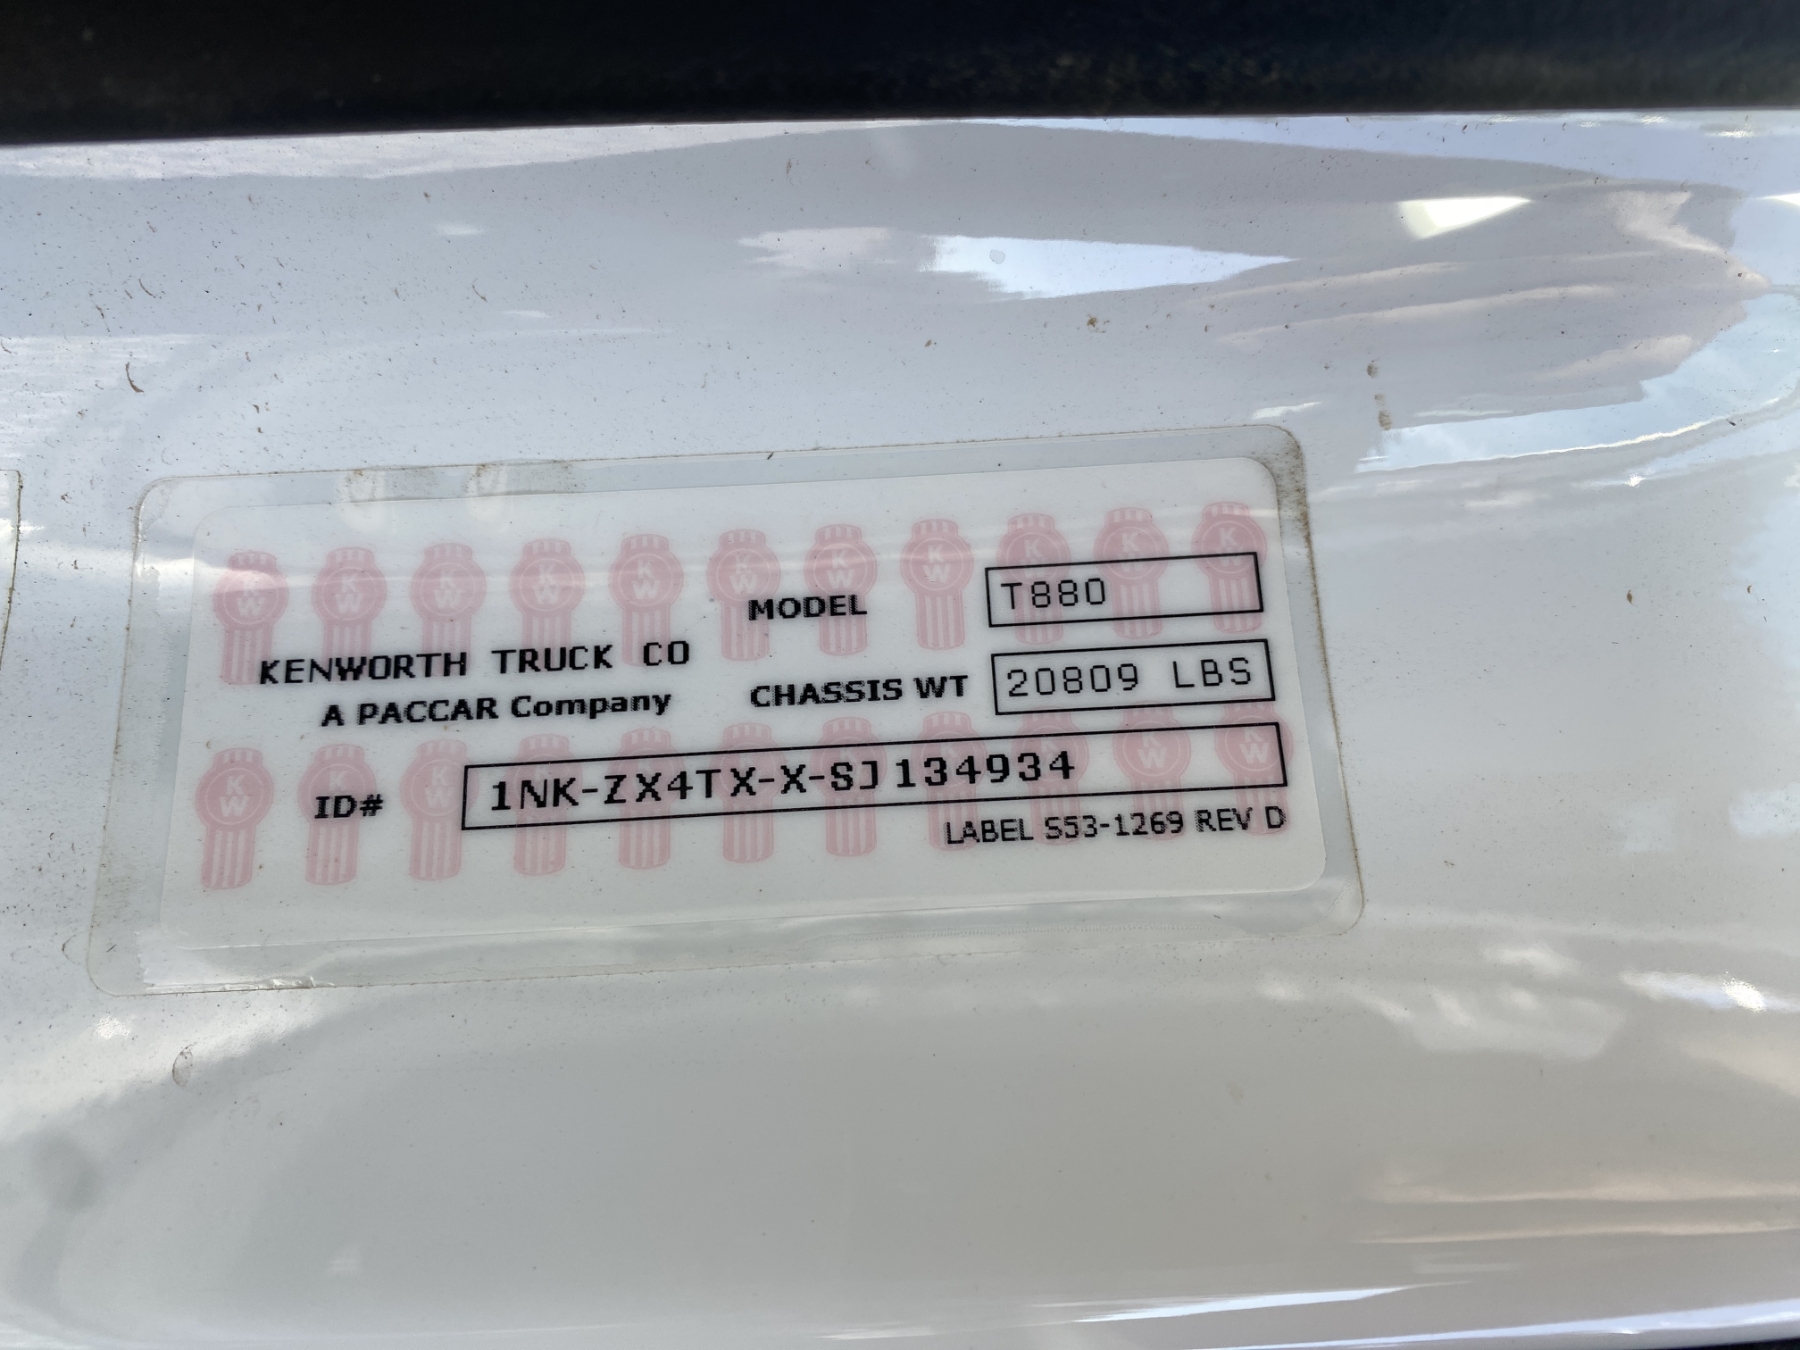 MODEL T880
KENWORTH TRUCK CO
A PACCAR Company
CHASSIS WT 20809 LBS
ID# 1NK-ZX4TX-X-SJ134934
LABEL S53-1269 REV D